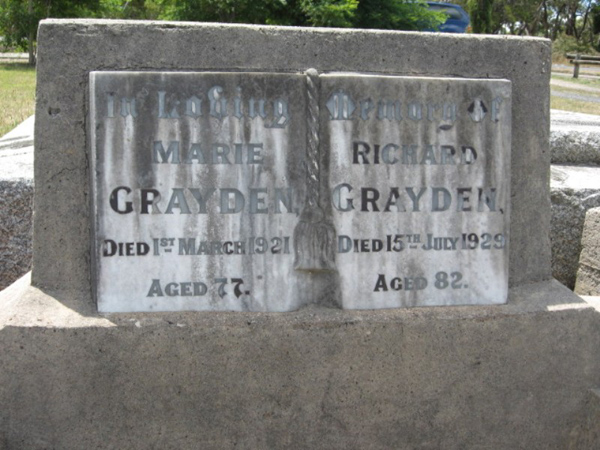 In Loving Memory of
MARIE
GRAYDEN
DIED 1ST MARCH 1921
AGED 77.
RICHARD
GRAYDEN,
DIED 15TH JULY 1929
AGED 82.